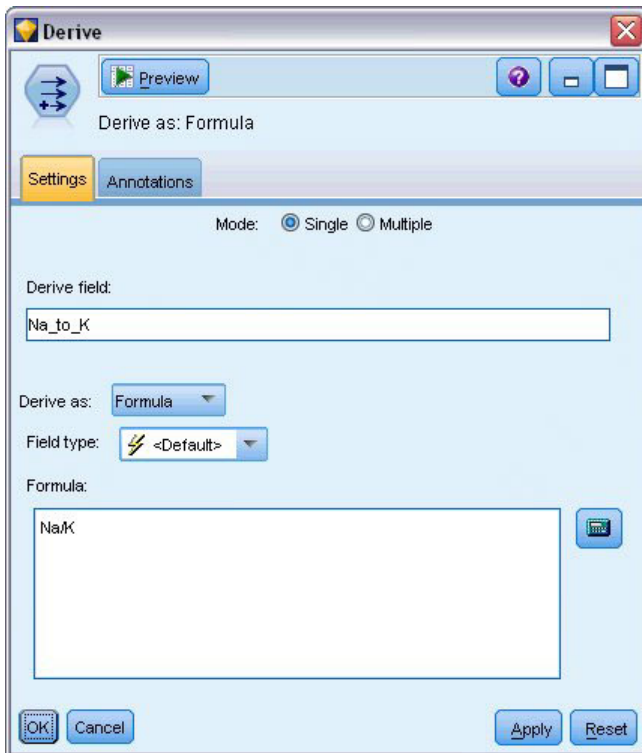 Derive
Preview
Derive as: Formula
Settings Annotations
Mode: Single Multiple
Derive field:
Na_to_K
Derive as: Formula
Field type: <Default>
Formula:
Na/K
OK Cancel Apply Reset